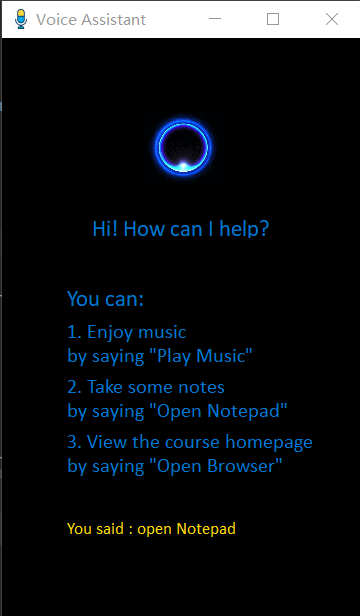 Voice Assistant
Hi! How can I help?
You can:
1. Enjoy music
by saying "Play Music"
2. Take some notes
by saying "Open Notepad"
3. View the course homepage
by saying "Open Browser"
You said : open Notepad